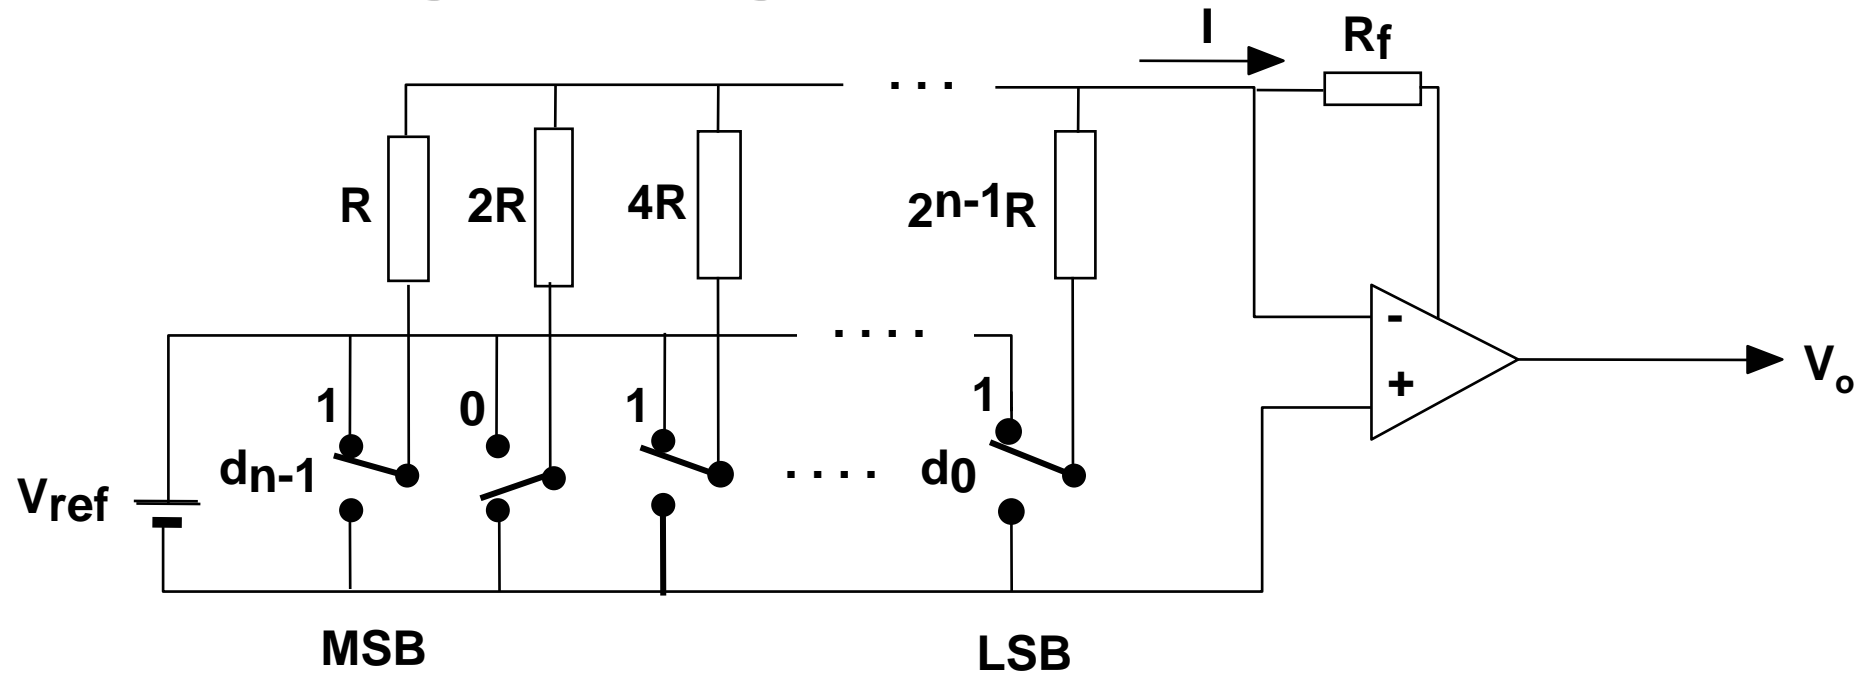 I
Rf
R
2R
4R
2n-1R
. . .
. . . .
1
0
1
1
dn-1
. . . .
d0
Vref
-
+
Vo
MSB
LSB